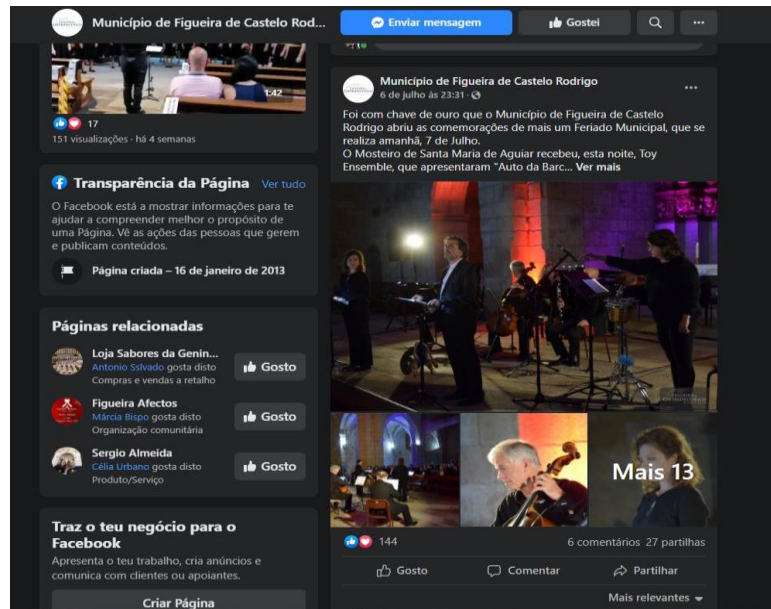 Município de Figueira de Castelo Rod...
Enviar mensagem
Gostei
1:42
17
151 visualizações · há 4 semanas
Transparência da Página Ver tudo
O Facebook está a mostrar informações para te
ajudar a compreender melhor o propósito de
uma Página. Vê as ações das pessoas que gerem
e publicam conteúdos.
Página criada – 16 de janeiro de 2013
Páginas relacionadas
Loja Sabores da Genin...
Antonio Sslvado gosta disto
Compras e vendas a retalho
Gosto
Figueira Afectos
Márcia Bispo gosta disto
Organização comunitária
Gosto
Sergio Almeida
Célia Urbano gosta disto
Produto/Serviço
Gosto
Traz o teu negócio para o
Facebook
Apresenta o teu trabalho, cria anúncios e
comunica com clientes ou apoiantes.
Criar Página
Município de Figueira de Castelo Rodrigo
6 de julho às 23:31 ·
Foi com chave de ouro que o Município de Figueira de Castelo
Rodrigo abriu as comemorações de mais um Feriado Municipal, que se
realiza amanhã, 7 de Julho.
O Mosteiro de Santa Maria de Aguiar recebeu, esta noite, Toy
Ensemble, que apresentaram "Auto da Barc... Ver mais
Mais 13
144
6 comentários 27 partilhas
Gosto
Comentar
Partilhar
Mais relevantes